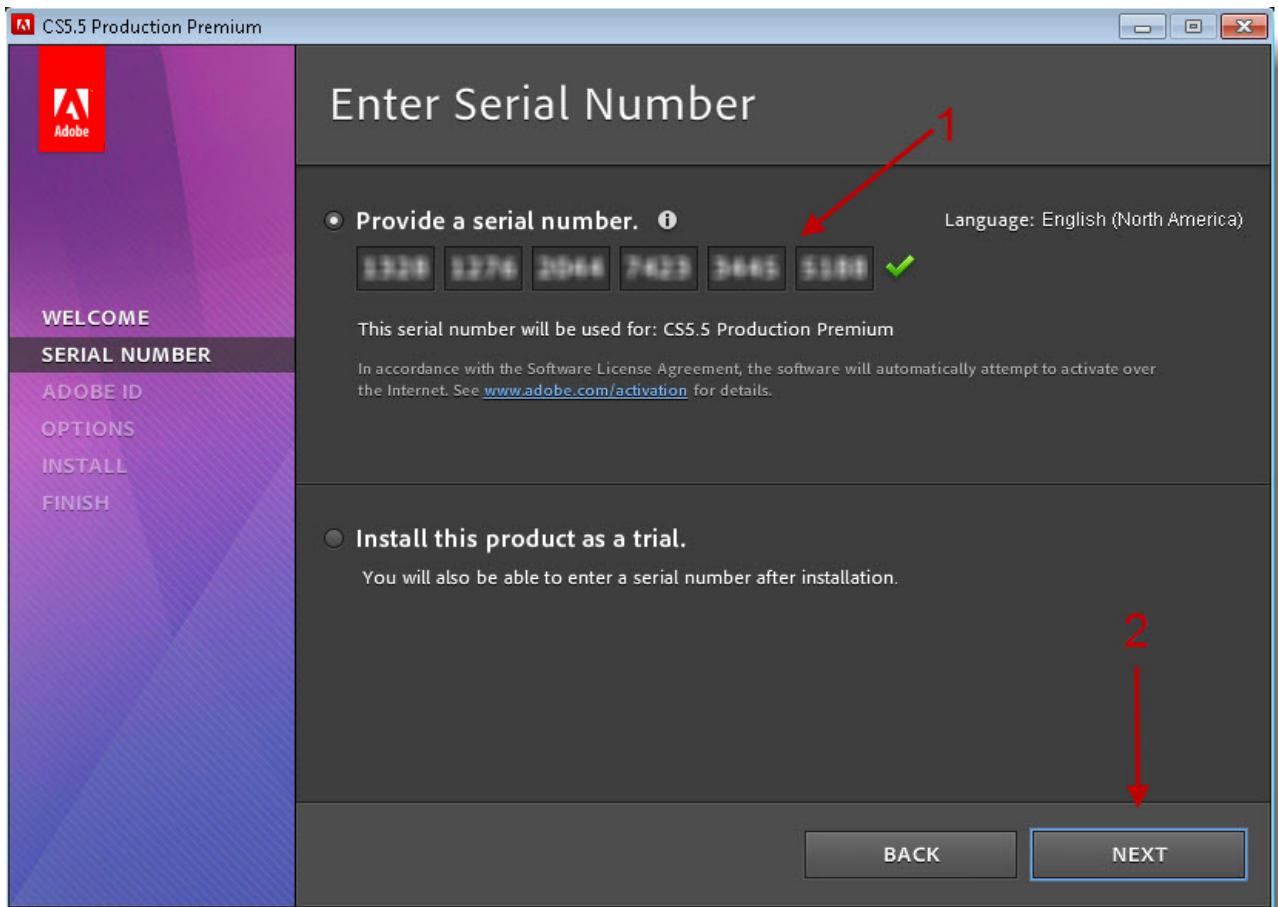 CS5.5 Production Premium
Adobe
Enter Serial Number
1
Provide a serial number.
Language: English (North America)
WELCOME
SERIAL NUMBER
ADOBE ID
OPTIONS
INSTALL
FINISH
This serial number will be used for: CS5.5 Production Premium
In accordance with the Software License Agreement, the software will automatically attempt to activate over
the Internet. See www.adobe.com/activation for details.
Install this product as a trial.
You will also be able to enter a serial number after installation.
2
BACK
NEXT